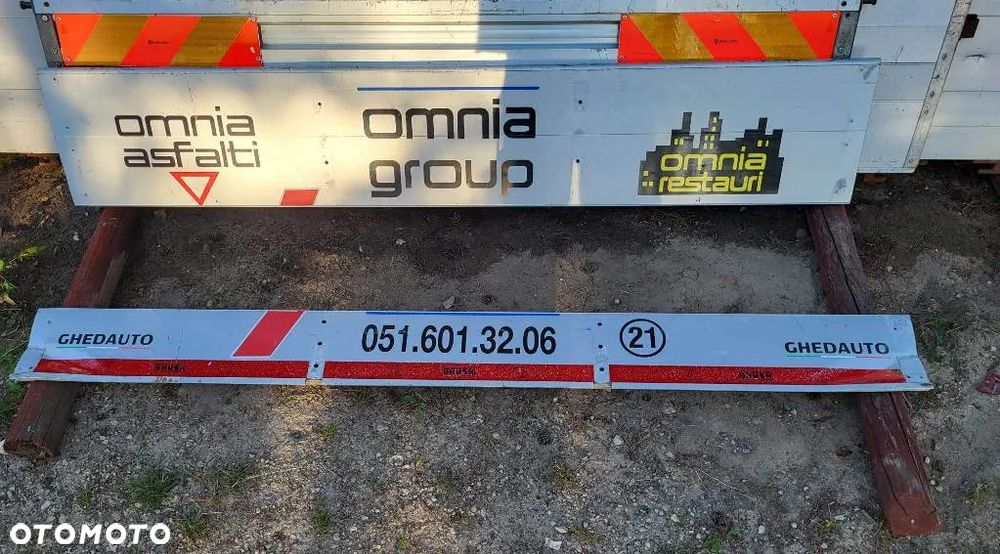 omnia
asfalti
omnia
group
omnia
restauri
GHEDAUTO
051.601.32.06
21
GHEDAUTO
OTOMOTO